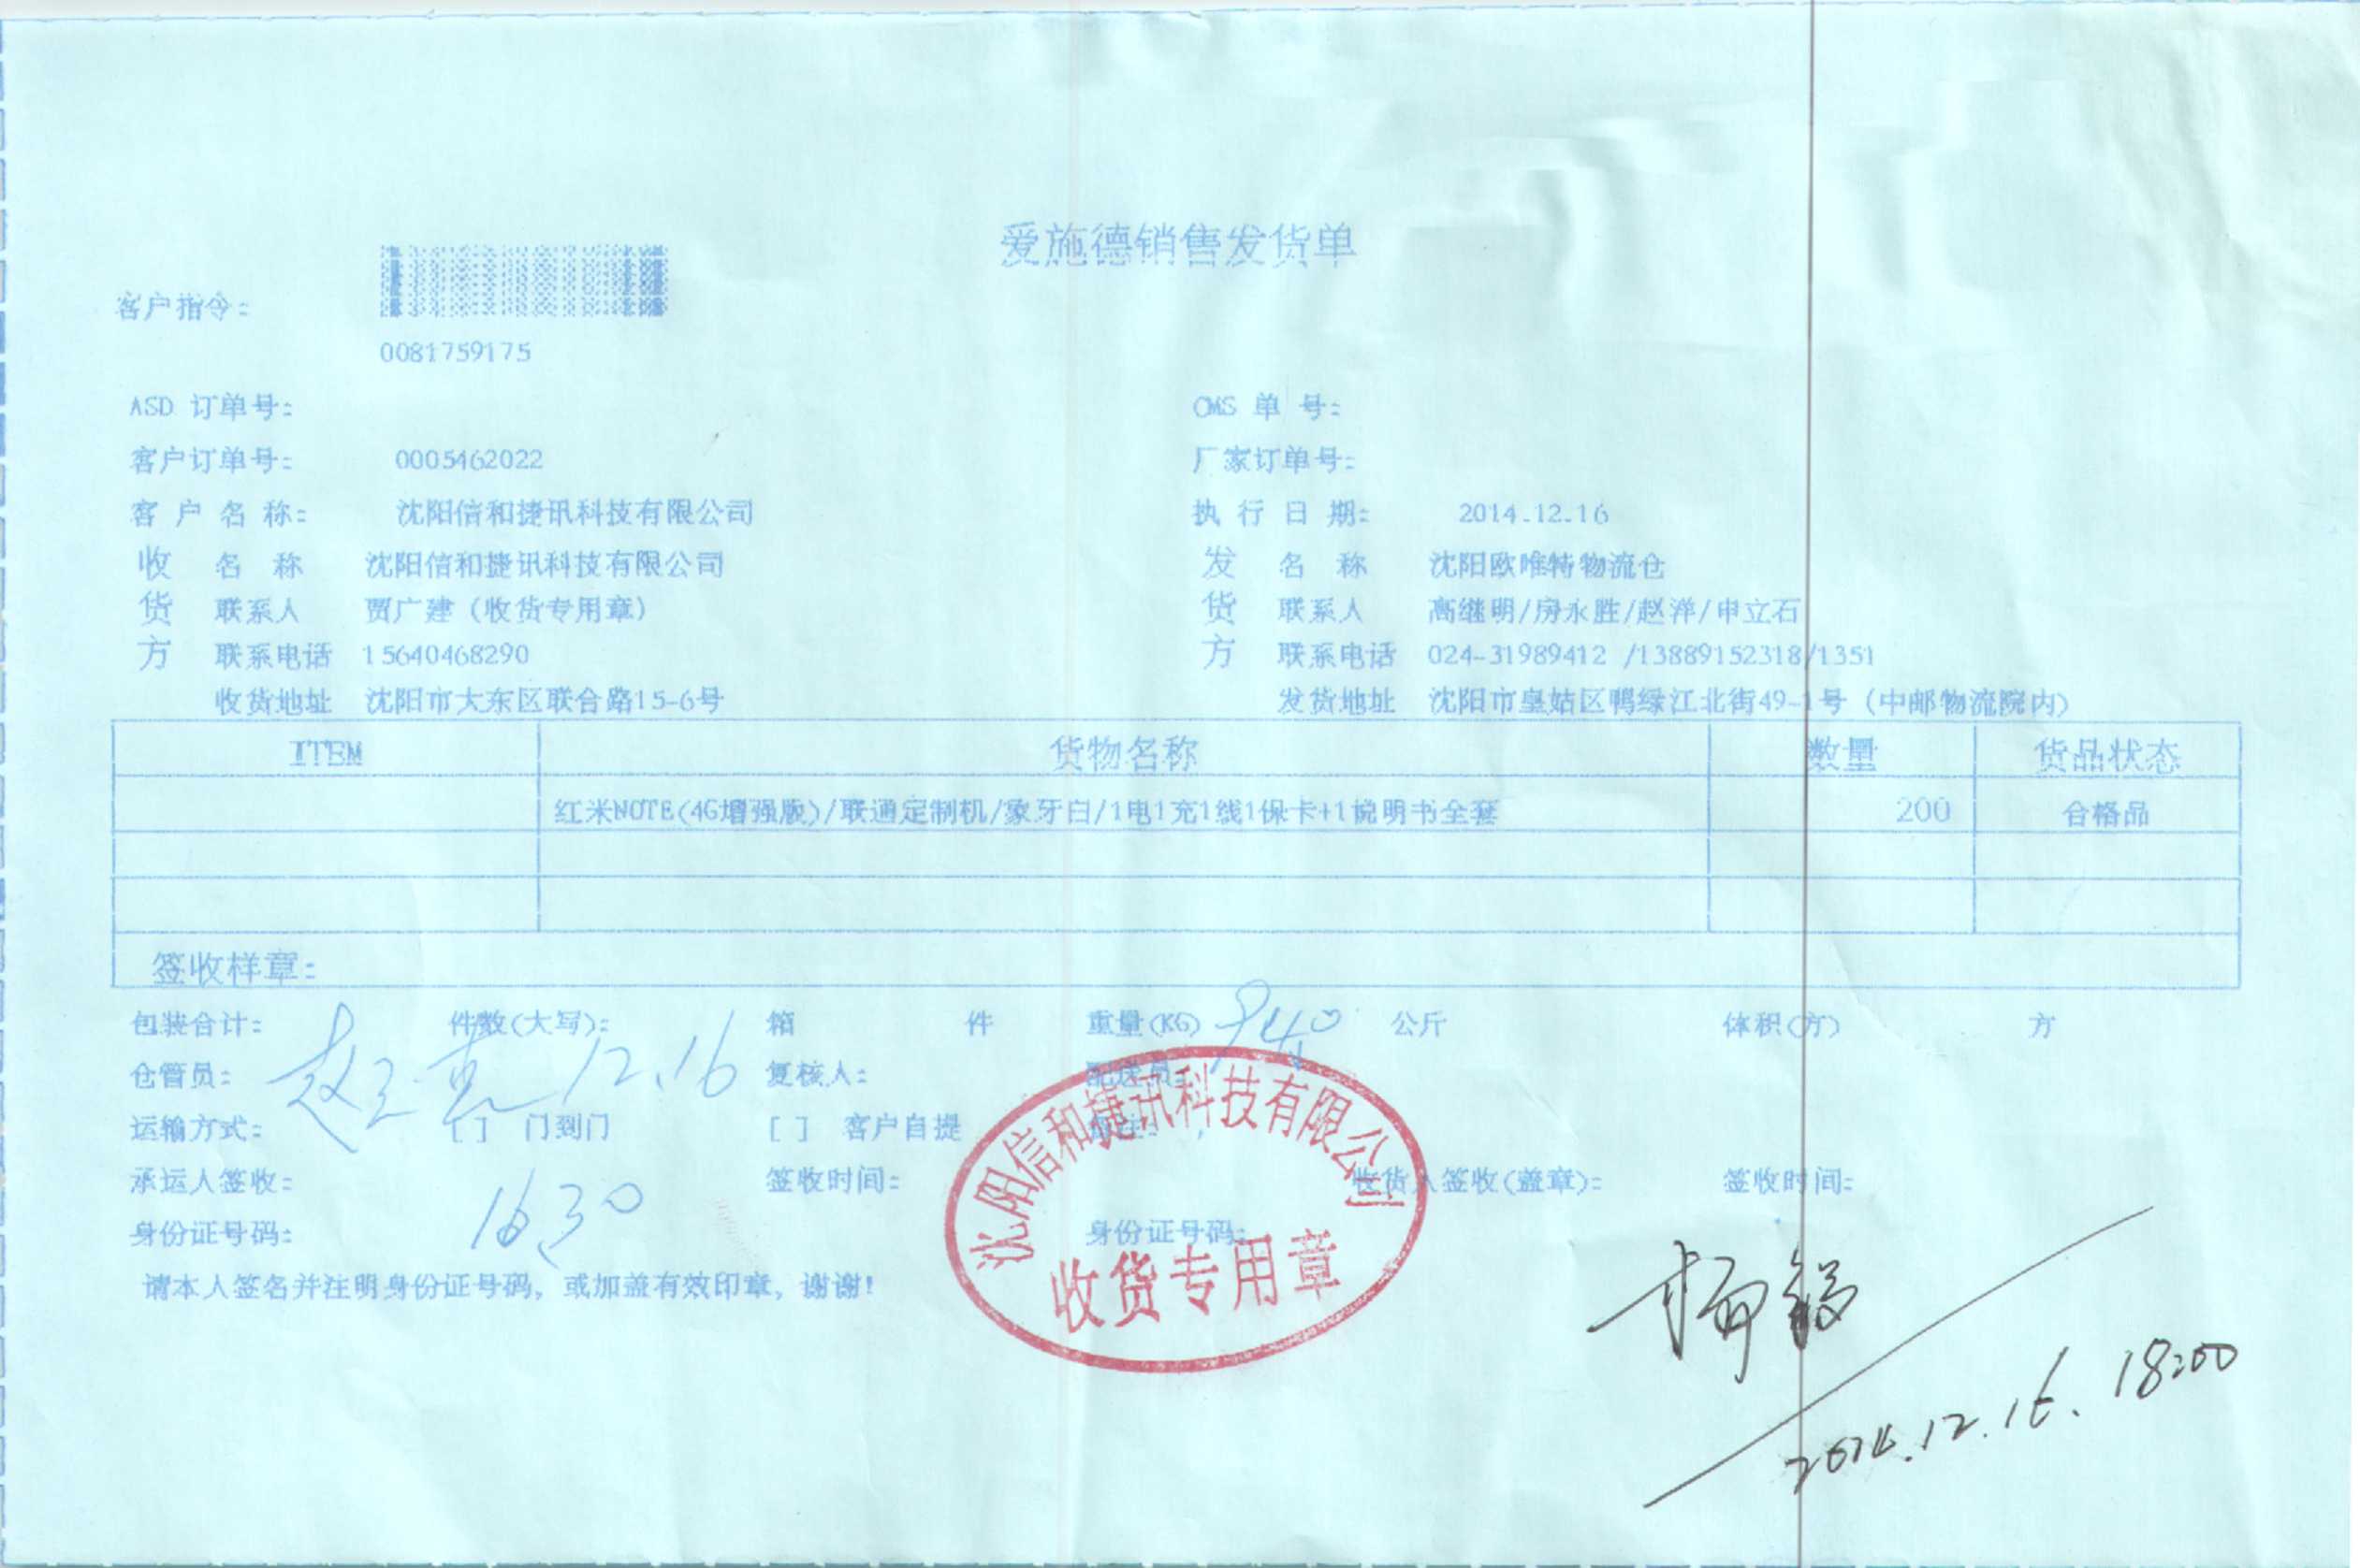 爱施德销售发货单
客户指令:
0081759175
ASD 订单号: OMS 单 号:
客户订单号: 0005462022 厂家订单号:
客 户 名 称: 沈阳信和捷讯科技有限公司 执 行 日 期: 2014.12.16
收 名 称 沈阳信和捷讯科技有限公司 发 名 称 沈阳欧唯特物流仓
货 联系人 贾广建（收货专用章） 货 联系人 高继明/房永胜/赵洋/申立石
方 联系电话 15640468290 方 联系电话 024-31989412 /13889152318/1351
收货地址 沈阳市大东区联合路15-6号 发货地址 沈阳市皇姑区鸭绿江北街49-1号（中邮物流院内）
ITEM 货物名称 数量 货品状态
红米NOTE(4G增强版)/联通定制机/象牙白/1电1充1线1保卡+1说明书全套 200 合格品
签收样章:
包装合计: 件数(大写): 箱 件 重量(KG) 公斤 体积(方) 方
仓管员: 12.16 复核人: 配送员:
运输方式: [ ] 门到门 [ ] 客户自提 备注:
承运人签收: 签收时间: 收货人签收(盖章): 签收时间:
身份证号码: 16:30 身份证号码:
请本人签名并注明身份证号码，或加盖有效印章，谢谢!
沈阳信和捷讯科技有限公司
收货专用章
2014.12.16. 18:00